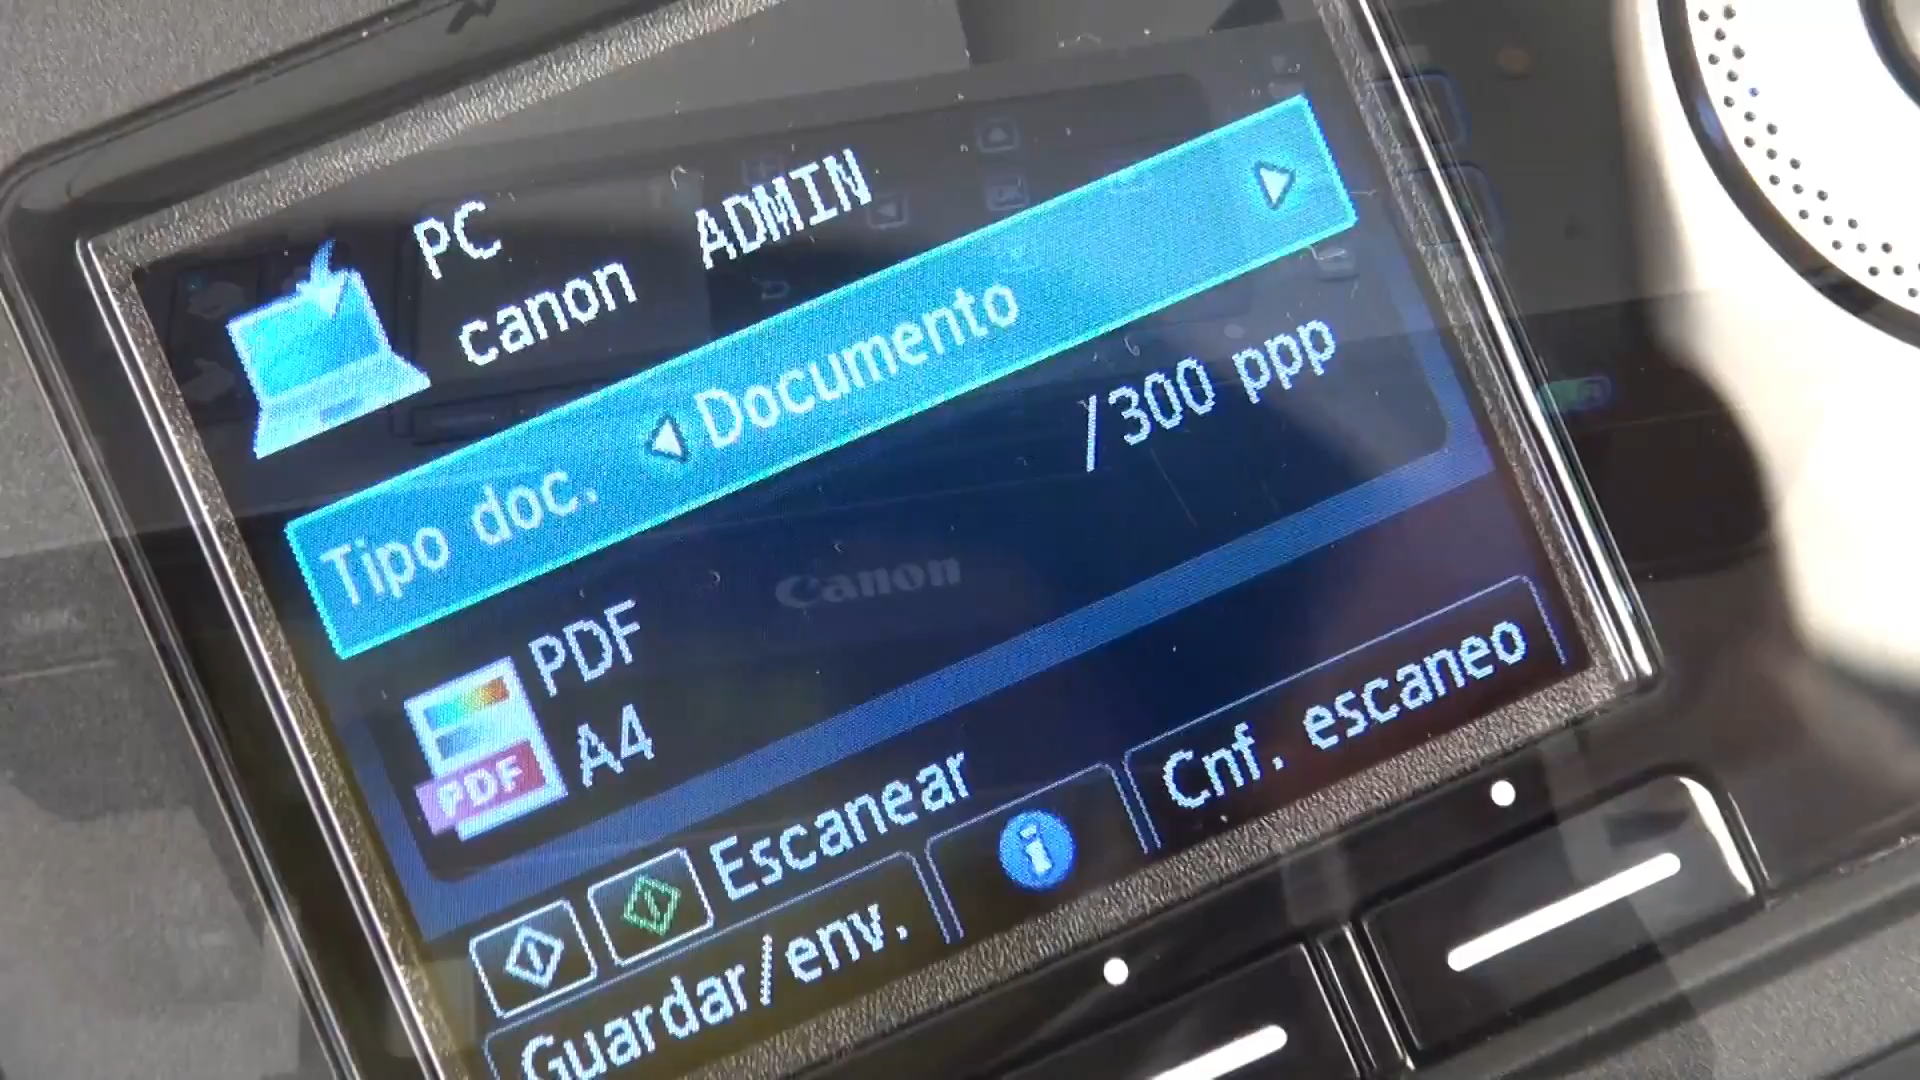 PC
canon ADMIN
Tipo doc. Documento
PDF /300 ppp
A4
PDF
Canon
Escanear
Guardar/env. i Cnf. escaneo